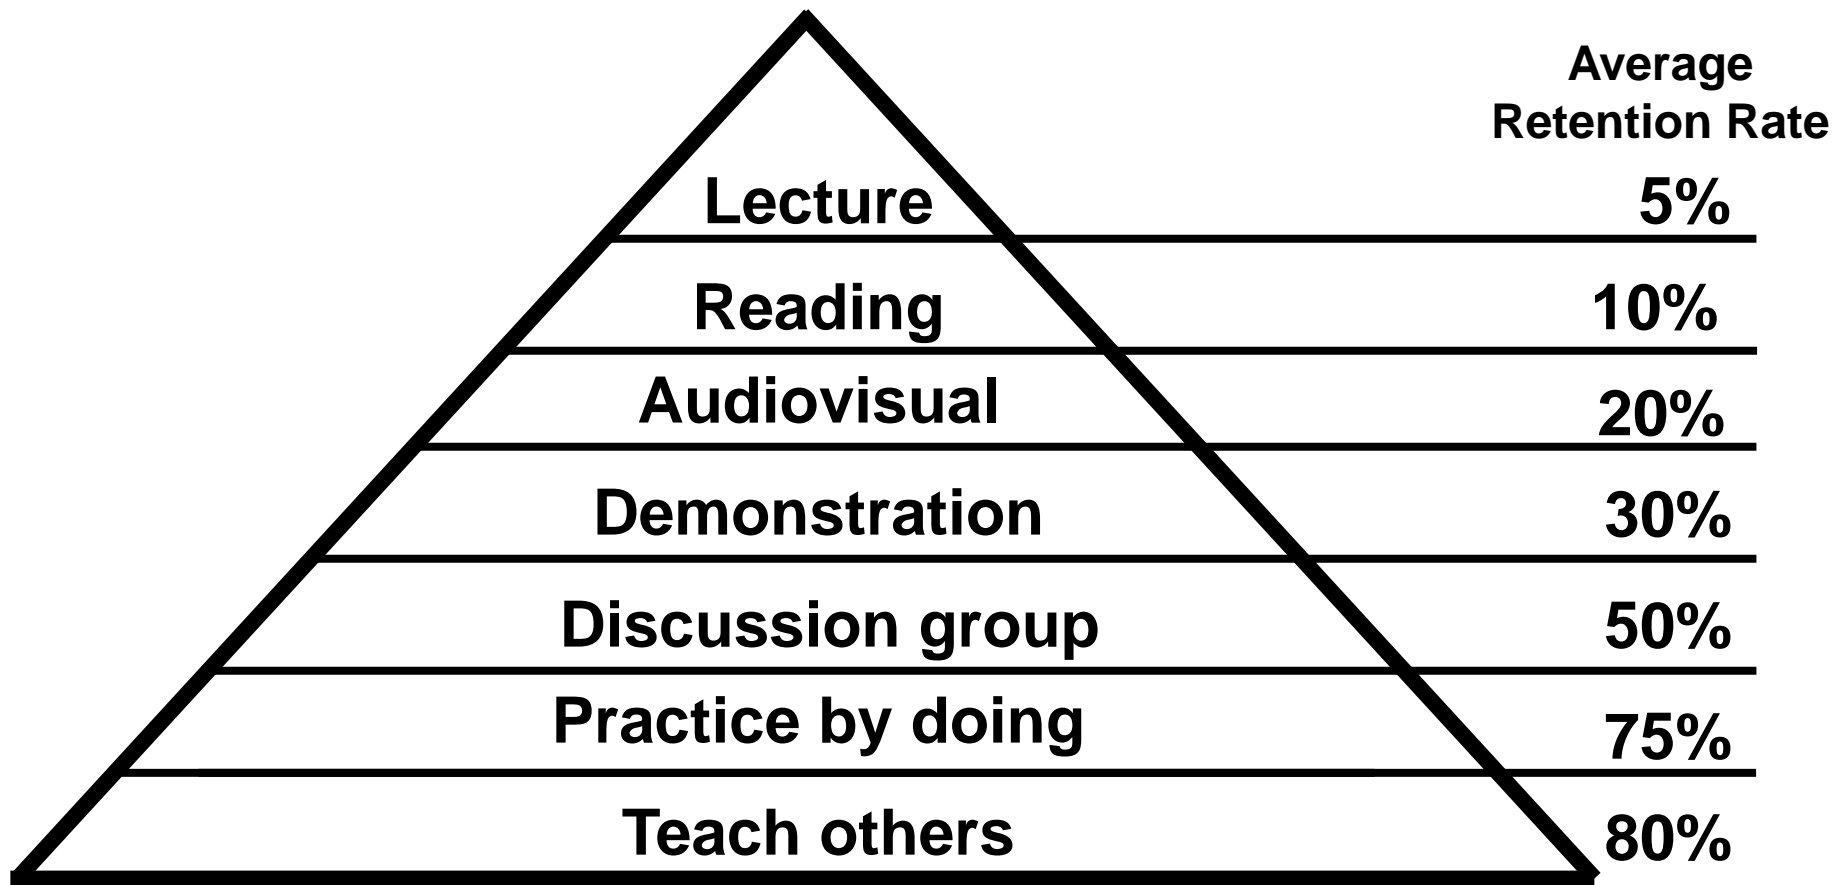 Average
Retention Rate
Lecture 5%
Reading 10%
Audiovisual 20%
Demonstration 30%
Discussion group 50%
Practice by doing 75%
Teach others 80%